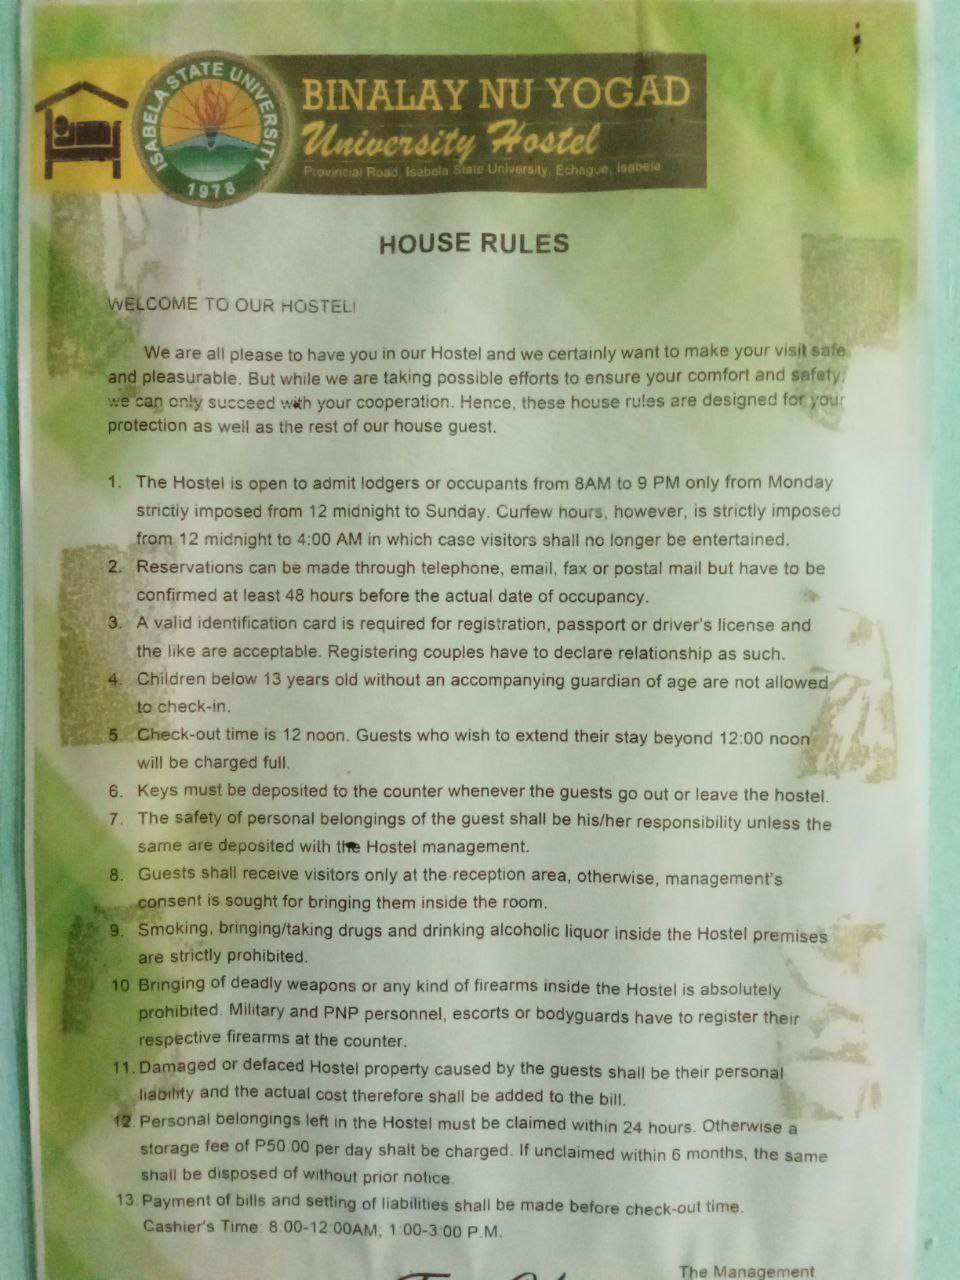 ISABELA STATE UNIVERSITY
1978
BINALAY NU YOGAD
University Hostel
Provincial Road, Isabela State University, Echague, Isabela
HOUSE RULES
WELCOME TO OUR HOSTEL!
We are all please to have you in our Hostel and we certainly want to make your visit safe
and pleasurable. But while we are taking possible efforts to ensure your comfort and safety,
we can only succeed with your cooperation. Hence, these house rules are designed for your
protection as well as the rest of our house guest.
1. The Hostel is open to admit lodgers or occupants from 8AM to 9 PM only from Monday
strictly imposed from 12 midnight to Sunday. Curfew hours, however, is strictly imposed
from 12 midnight to 4:00 AM in which case visitors shall no longer be entertained.
2. Reservations can be made through telephone, email, fax or postal mail but have to be
confirmed at least 48 hours before the actual date of occupancy.
3. A valid identification card is required for registration, passport or driver's license and
the like are acceptable. Registering couples have to declare relationship as such.
4. Children below 13 years old without an accompanying guardian of age are not allowed
to check-in.
5. Check-out time is 12 noon. Guests who wish to extend their stay beyond 12:00 noon
will be charged full.
6. Keys must be deposited to the counter whenever the guests go out or leave the hostel.
7. The safety of personal belongings of the guest shall be his/her responsibility unless the
same are deposited with the Hostel management.
8. Guests shall receive visitors only at the reception area, otherwise, management's
consent is sought for bringing them inside the room.
9. Smoking, bringing/taking drugs and drinking alcoholic liquor inside the Hostel premises
are strictly prohibited.
10 Bringing of deadly weapons or any kind of firearms inside the Hostel is absolutely
prohibited. Military and PNP personnel, escorts or bodyguards have to register their
respective firearms at the counter.
11. Damaged or defaced Hostel property caused by the guests shall be their personal
liability and the actual cost therefore shall be added to the bill.
12. Personal belongings left in the Hostel must be claimed within 24 hours. Otherwise a
storage fee of P50.00 per day shalt be charged. If unclaimed within 6 months, the same
shall be disposed of without prior notice.
13. Payment of bills and setting of liabilities shall be made before check-out time.
Cashier's Time: 8:00-12:00AM; 1:00-3:00 P.M.
The Management